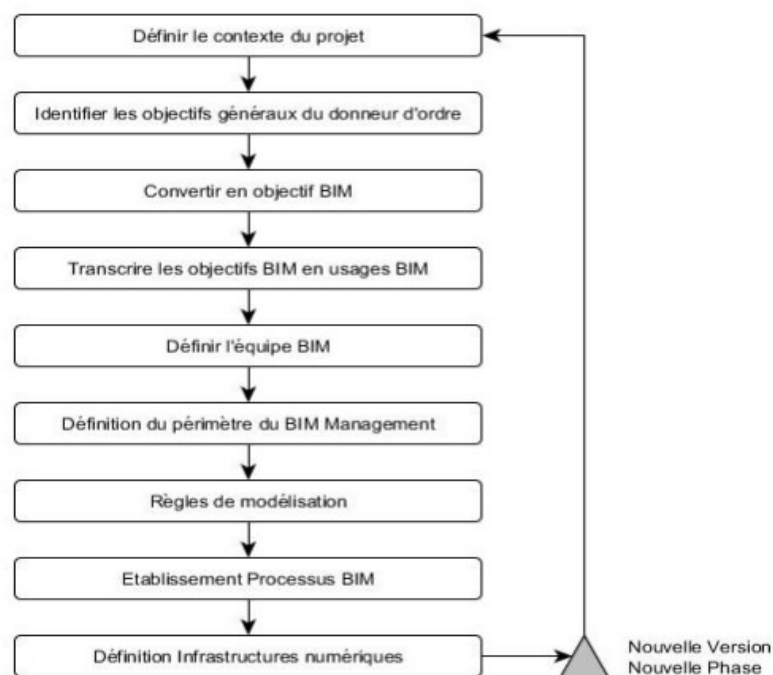 Définir le contexte du projet
Identifier les objectifs généraux du donneur d'ordre
Convertir en objectif BIM
Transcrire les objectifs BIM en usages BIM
Définir l'équipe BIM
Définition du périmètre du BIM Management
Règles de modélisation
Etablissement Processus BIM
Définition Infrastructures numériques
Nouvelle Version
Nouvelle Phase